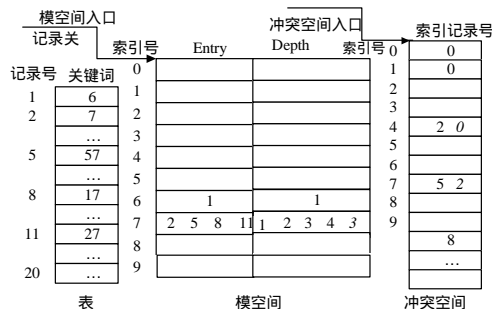 模空间入口
冲突空间入口
记录关
索引号 Entry Depth 索引号 索引记录号
记录号 关键词
0 0 0
1 0
1 6 1 2
2 7 2 3
… 3 4 2 0
5 57 4 5
… 5 6
8 17 6 1 1 7 5 2
… 7 2 5 8 11 1 2 3 4 3 8
11 27 8 9
… 9 8
20 … …
表 模空间 冲突空间